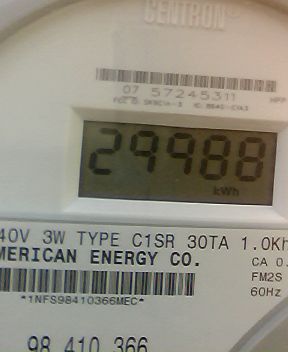 CENTRON®
07 57245311
29988
kWh
40V 3W TYPE C1SR 30TA 1.0Kh
MERICAN ENERGY CO.
CA 0.
FM2S
60Hz
*1NFS98410366MEC*
98 410 366